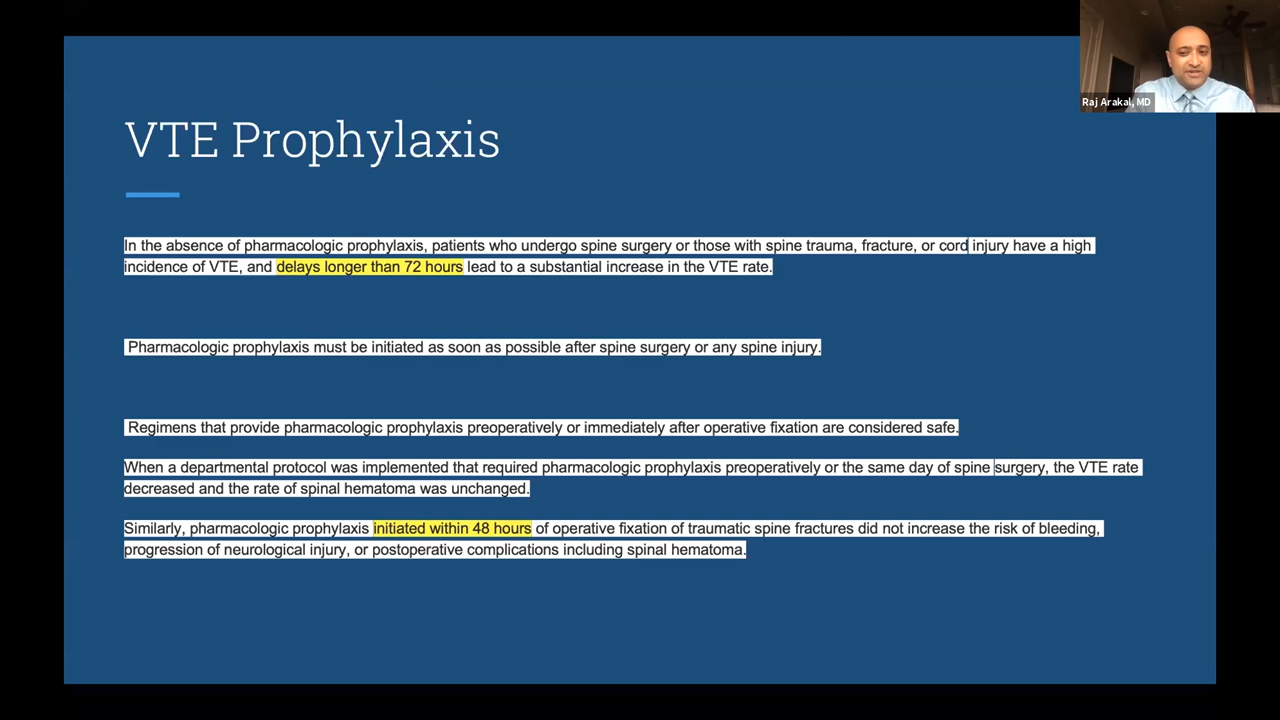 Raj Arakal, MD
VTE Prophylaxis
In the absence of pharmacologic prophylaxis, patients who undergo spine surgery or those with spine trauma, fracture, or cord injury have a high
incidence of VTE, and delays longer than 72 hours lead to a substantial increase in the VTE rate.
Pharmacologic prophylaxis must be initiated as soon as possible after spine surgery or any spine injury.
Regimens that provide pharmacologic prophylaxis preoperatively or immediately after operative fixation are considered safe.
When a departmental protocol was implemented that required pharmacologic prophylaxis preoperatively or the same day of spine surgery, the VTE rate
decreased and the rate of spinal hematoma was unchanged.
Similarly, pharmacologic prophylaxis initiated within 48 hours of operative fixation of traumatic spine fractures did not increase the risk of bleeding,
progression of neurological injury, or postoperative complications including spinal hematoma.